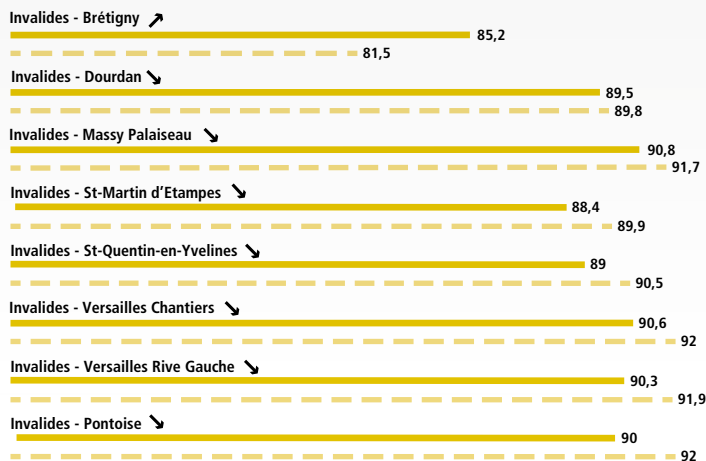 Invalides - Brétigny
85,2
81,5
Invalides - Dourdan
89,5
89,8
Invalides - Massy Palaiseau
90,8
91,7
Invalides - St-Martin d'Etampes
88,4
89,9
Invalides - St-Quentin-en-Yvelines
89
90,5
Invalides - Versailles Chantiers
90,6
92
Invalides - Versailles Rive Gauche
90,3
91,9
Invalides - Pontoise
90
92